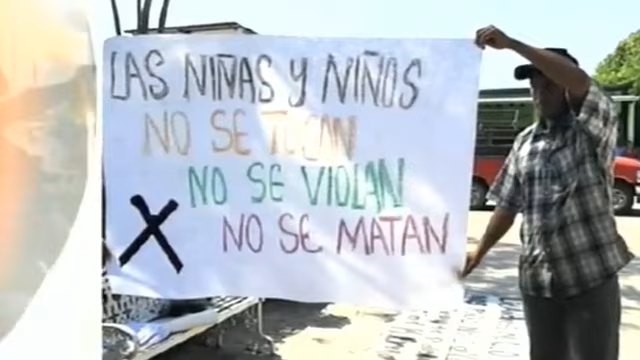 LAS NIÑAS Y NIÑOS
NO SE TOCAN
NO SE VIOLAN
X NO SE MATAN